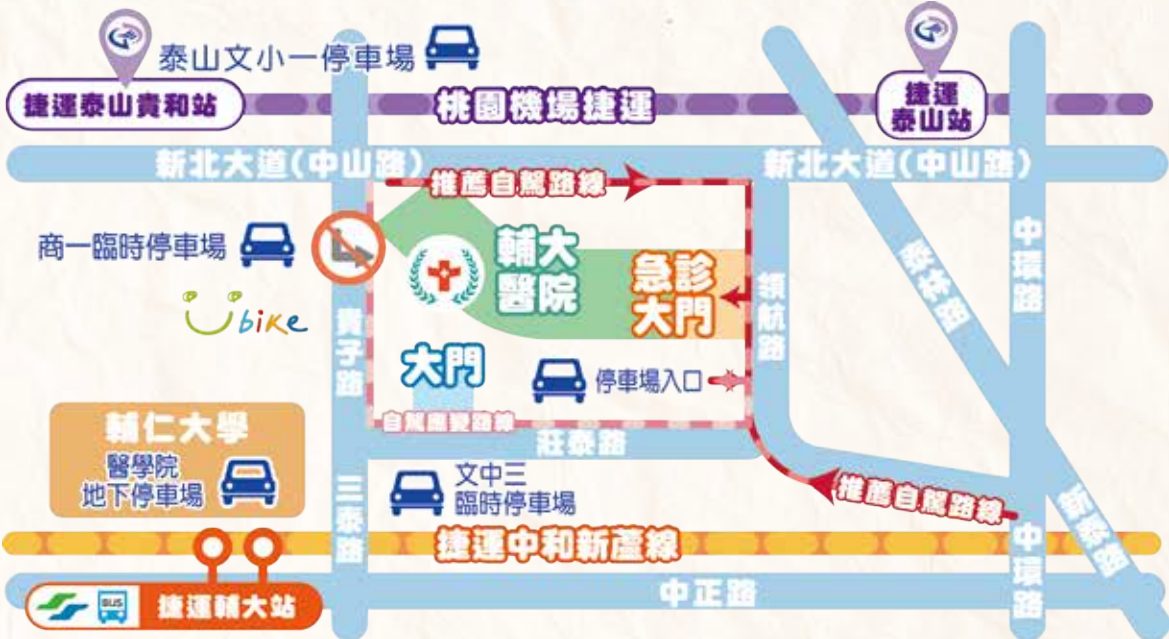 泰山文小一停車場
捷運泰山貴和站
桃園機場捷運
捷運
泰山站
新北大道(中山路)
新北大道(中山路)
推薦自駕路線
商一臨時停車場
Ubike
輔大
醫院
急診
大門
大門
停車場入口
貴子路
領航路
泰林路
中環路
自駕團變路線
莊泰路
輔仁大學
醫學院
地下停車場
三泰路
文中三
臨時停車場
推薦自駕路線
捷運中和新蘆線
新泰路
中環路
BUS
捷運輔大站
中正路